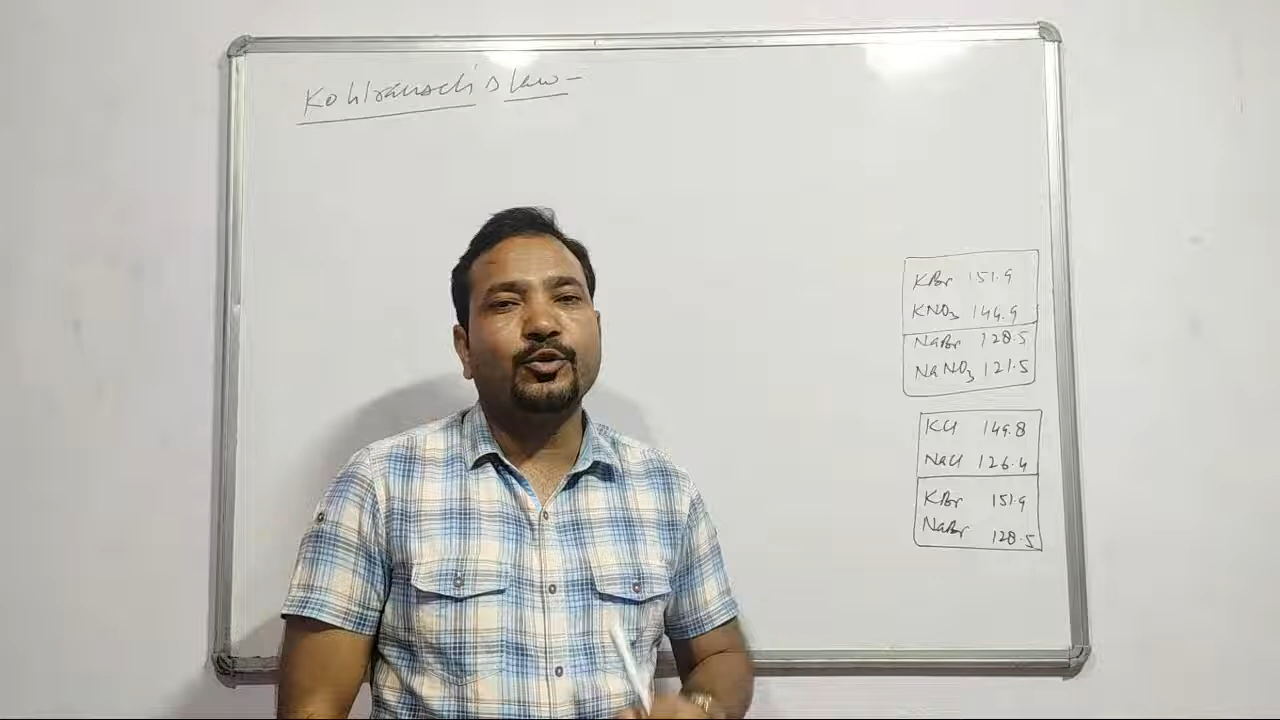 Kohlrausch's law -
KBr 151.9
KNO3 144.9
NaBr 128.5
NaNO3 121.5
KCl 149.8
NaCl 126.4
KBr 151.9
NaBr 128.5